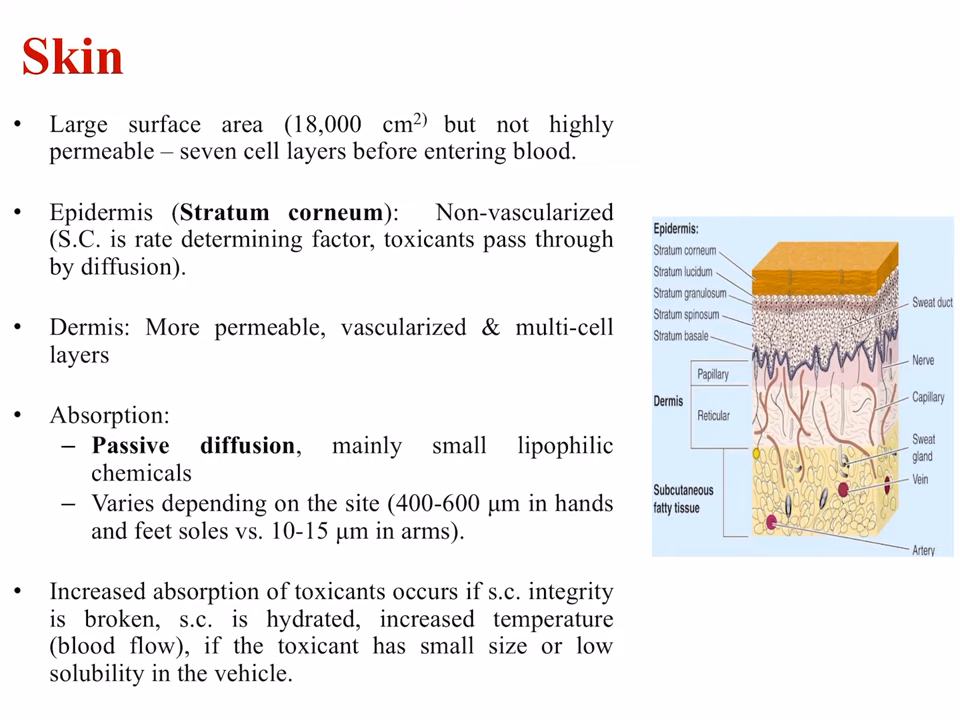 Skin
• Large surface area (18,000 cm²⁾ but not highly
permeable – seven cell layers before entering blood.
• Epidermis (Stratum corneum): Non-vascularized
(S.C. is rate determining factor, toxicants pass through
by diffusion).
• Dermis: More permeable, vascularized & multi-cell
layers
• Absorption:
– Passive diffusion, mainly small lipophilic
chemicals
– Varies depending on the site (400-600 μm in hands
and feet soles vs. 10-15 μm in arms).
• Increased absorption of toxicants occurs if s.c. integrity
is broken, s.c. is hydrated, increased temperature
(blood flow), if the toxicant has small size or low
solubility in the vehicle.
Epidermis:
Stratum corneum
Stratum lucidum
Stratum granulosum
Stratum spinosum
Stratum basale
Papillary
Dermis
Reticular
Subcutaneous
fatty tissue
Sweat duct
Nerve
Capillary
Sweat
gland
Vein
Artery